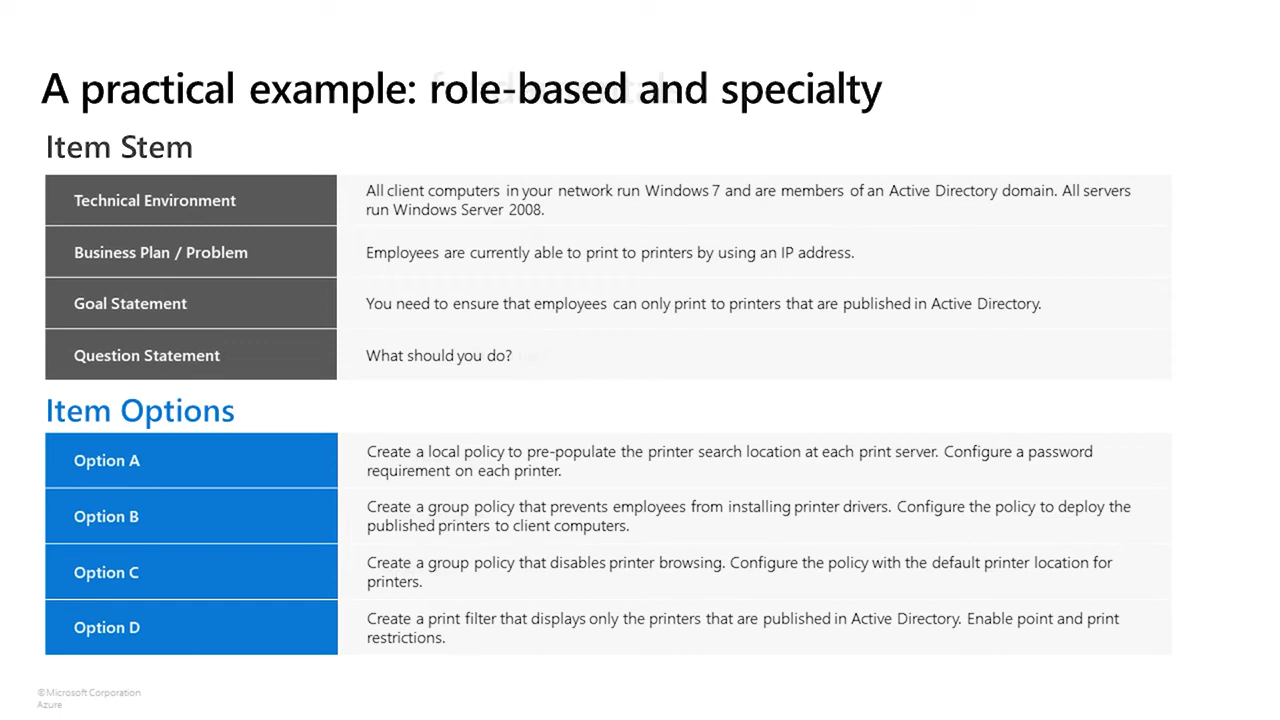 A practical example: role-based and specialty
Item Stem
Technical Environment
All client computers in your network run Windows 7 and are members of an Active Directory domain. All servers
run Windows Server 2008.
Business Plan / Problem
Employees are currently able to print to printers by using an IP address.
Goal Statement
You need to ensure that employees can only print to printers that are published in Active Directory.
Question Statement
What should you do?
Item Options
Option A
Create a local policy to pre-populate the printer search location at each print server. Configure a password
requirement on each printer.
Option B
Create a group policy that prevents employees from installing printer drivers. Configure the policy to deploy the
published printers to client computers.
Option C
Create a group policy that disables printer browsing. Configure the policy with the default printer location for
printers.
Option D
Create a print filter that displays only the printers that are published in Active Directory. Enable point and print
restrictions.
©Microsoft Corporation
Azure